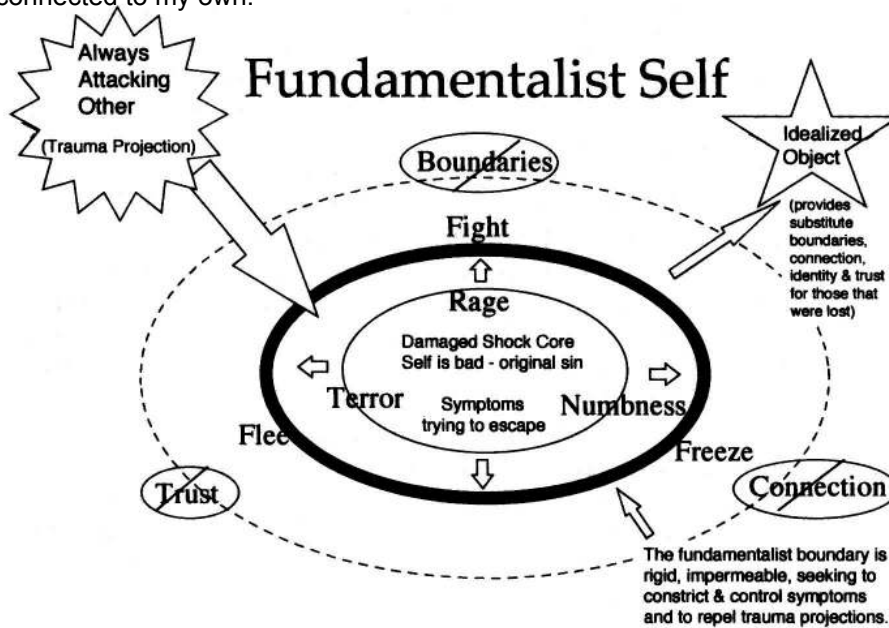 connected to my own.
Always
Attacking
Other
(Trauma Projection)
Fundamentalist Self
Idealized
Object
(provides
substitute
boundaries,
connection,
identity & trust
for those that
were lost)
Boundaries
Fight
Rage
Damaged Shock Core
Self is bad - original sin
Terror
Symptoms
trying to escape
Numbness
Flee
Freeze
Trust
Connection
The fundamentalist boundary is
rigid, impermeable, seeking to
constrict & control symptoms
and to repel trauma projections.